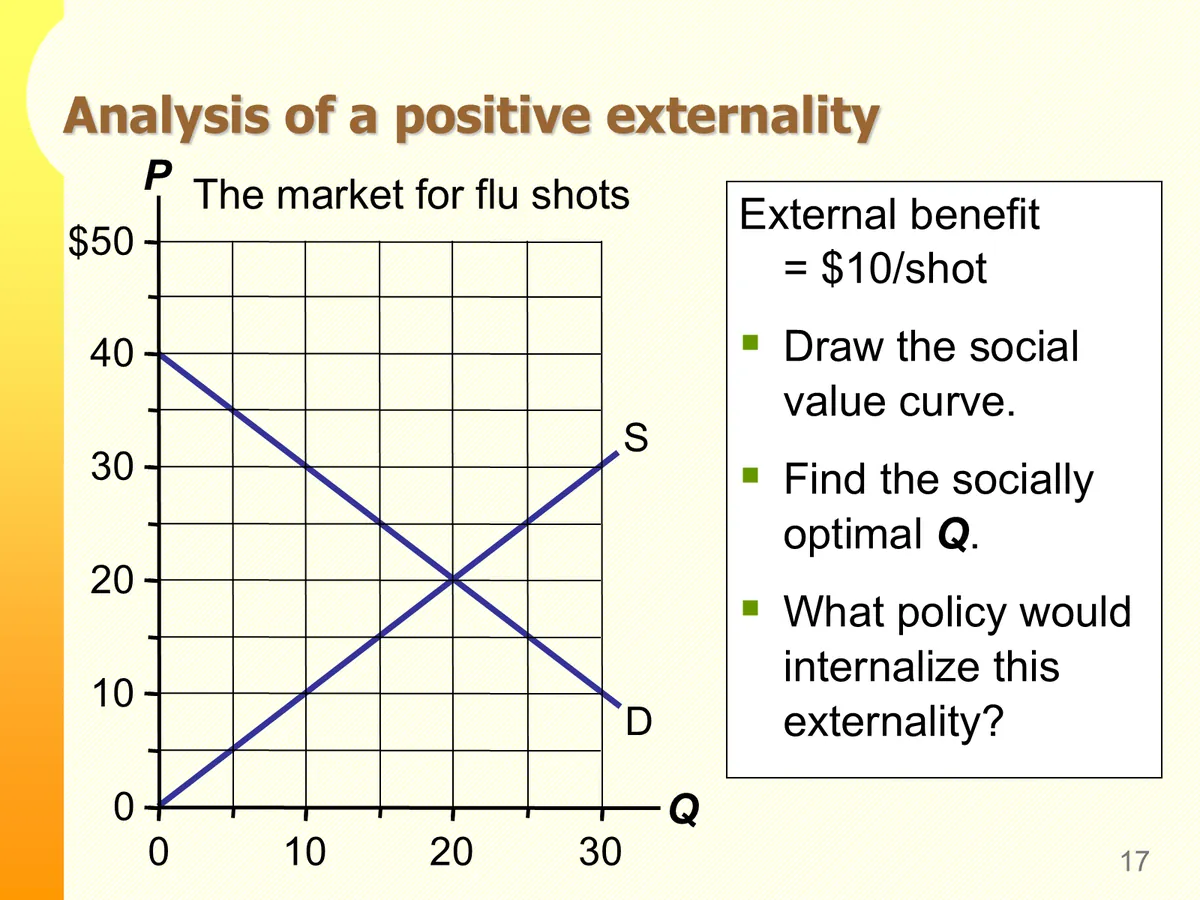 Analysis of a positive externality
P
The market for flu shots
$50
40
30
20
10
0
0
10
20
30
S
D
Q
External benefit
= $10/shot
▪ Draw the social
value curve.
▪ Find the socially
optimal Q.
▪ What policy would
internalize this
externality?
17